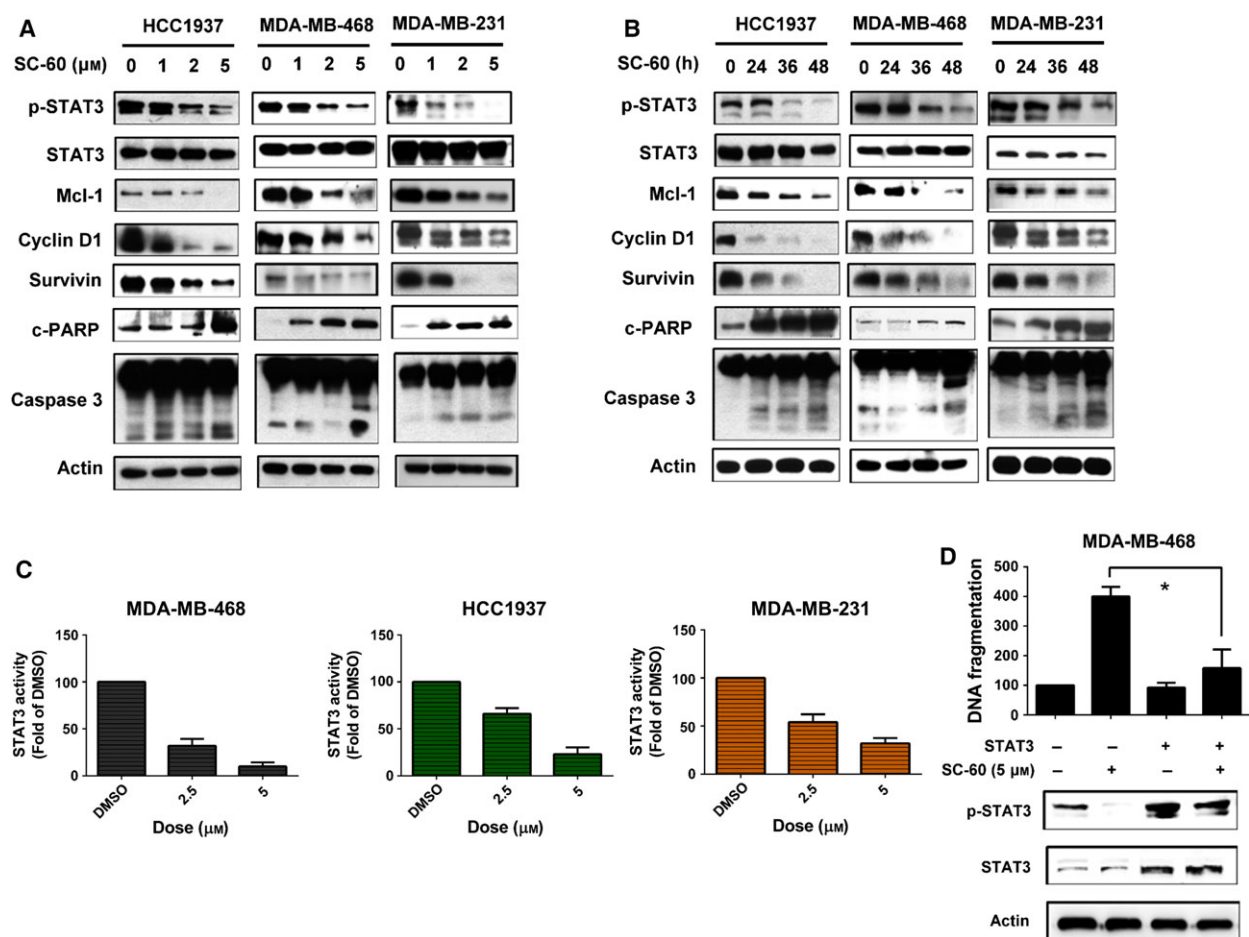 A
HCC1937 MDA-MB-468 MDA-MB-231
SC-60 (µM) 0 1 2 5 0 1 2 5 0 1 2 5
p-STAT3
STAT3
Mcl-1
Cyclin D1
Survivin
c-PARP
Caspase 3
Actin
B
HCC1937 MDA-MB-468 MDA-MB-231
SC-60 (h) 0 24 36 48 0 24 36 48 0 24 36 48
p-STAT3
STAT3
Mcl-1
Cyclin D1
Survivin
c-PARP
Caspase 3
Actin
C
MDA-MB-468
STAT3 activity
(Fold of DMSO)
150
100
50
0
DMSO 2.5 5
Dose (µM)
HCC1937
STAT3 activity
(Fold of DMSO)
150
100
50
0
DMSO 2.5 5
Dose (µM)
MDA-MB-231
STAT3 activity
(Fold of DMSO)
150
100
50
0
DMSO 2.5 5
Dose (µM)
D
MDA-MB-468
DNA fragmentation
500
400
300
200
100
0
*
STAT3 – – + +
SC-60 (5 µM) – + – +
p-STAT3
STAT3
Actin